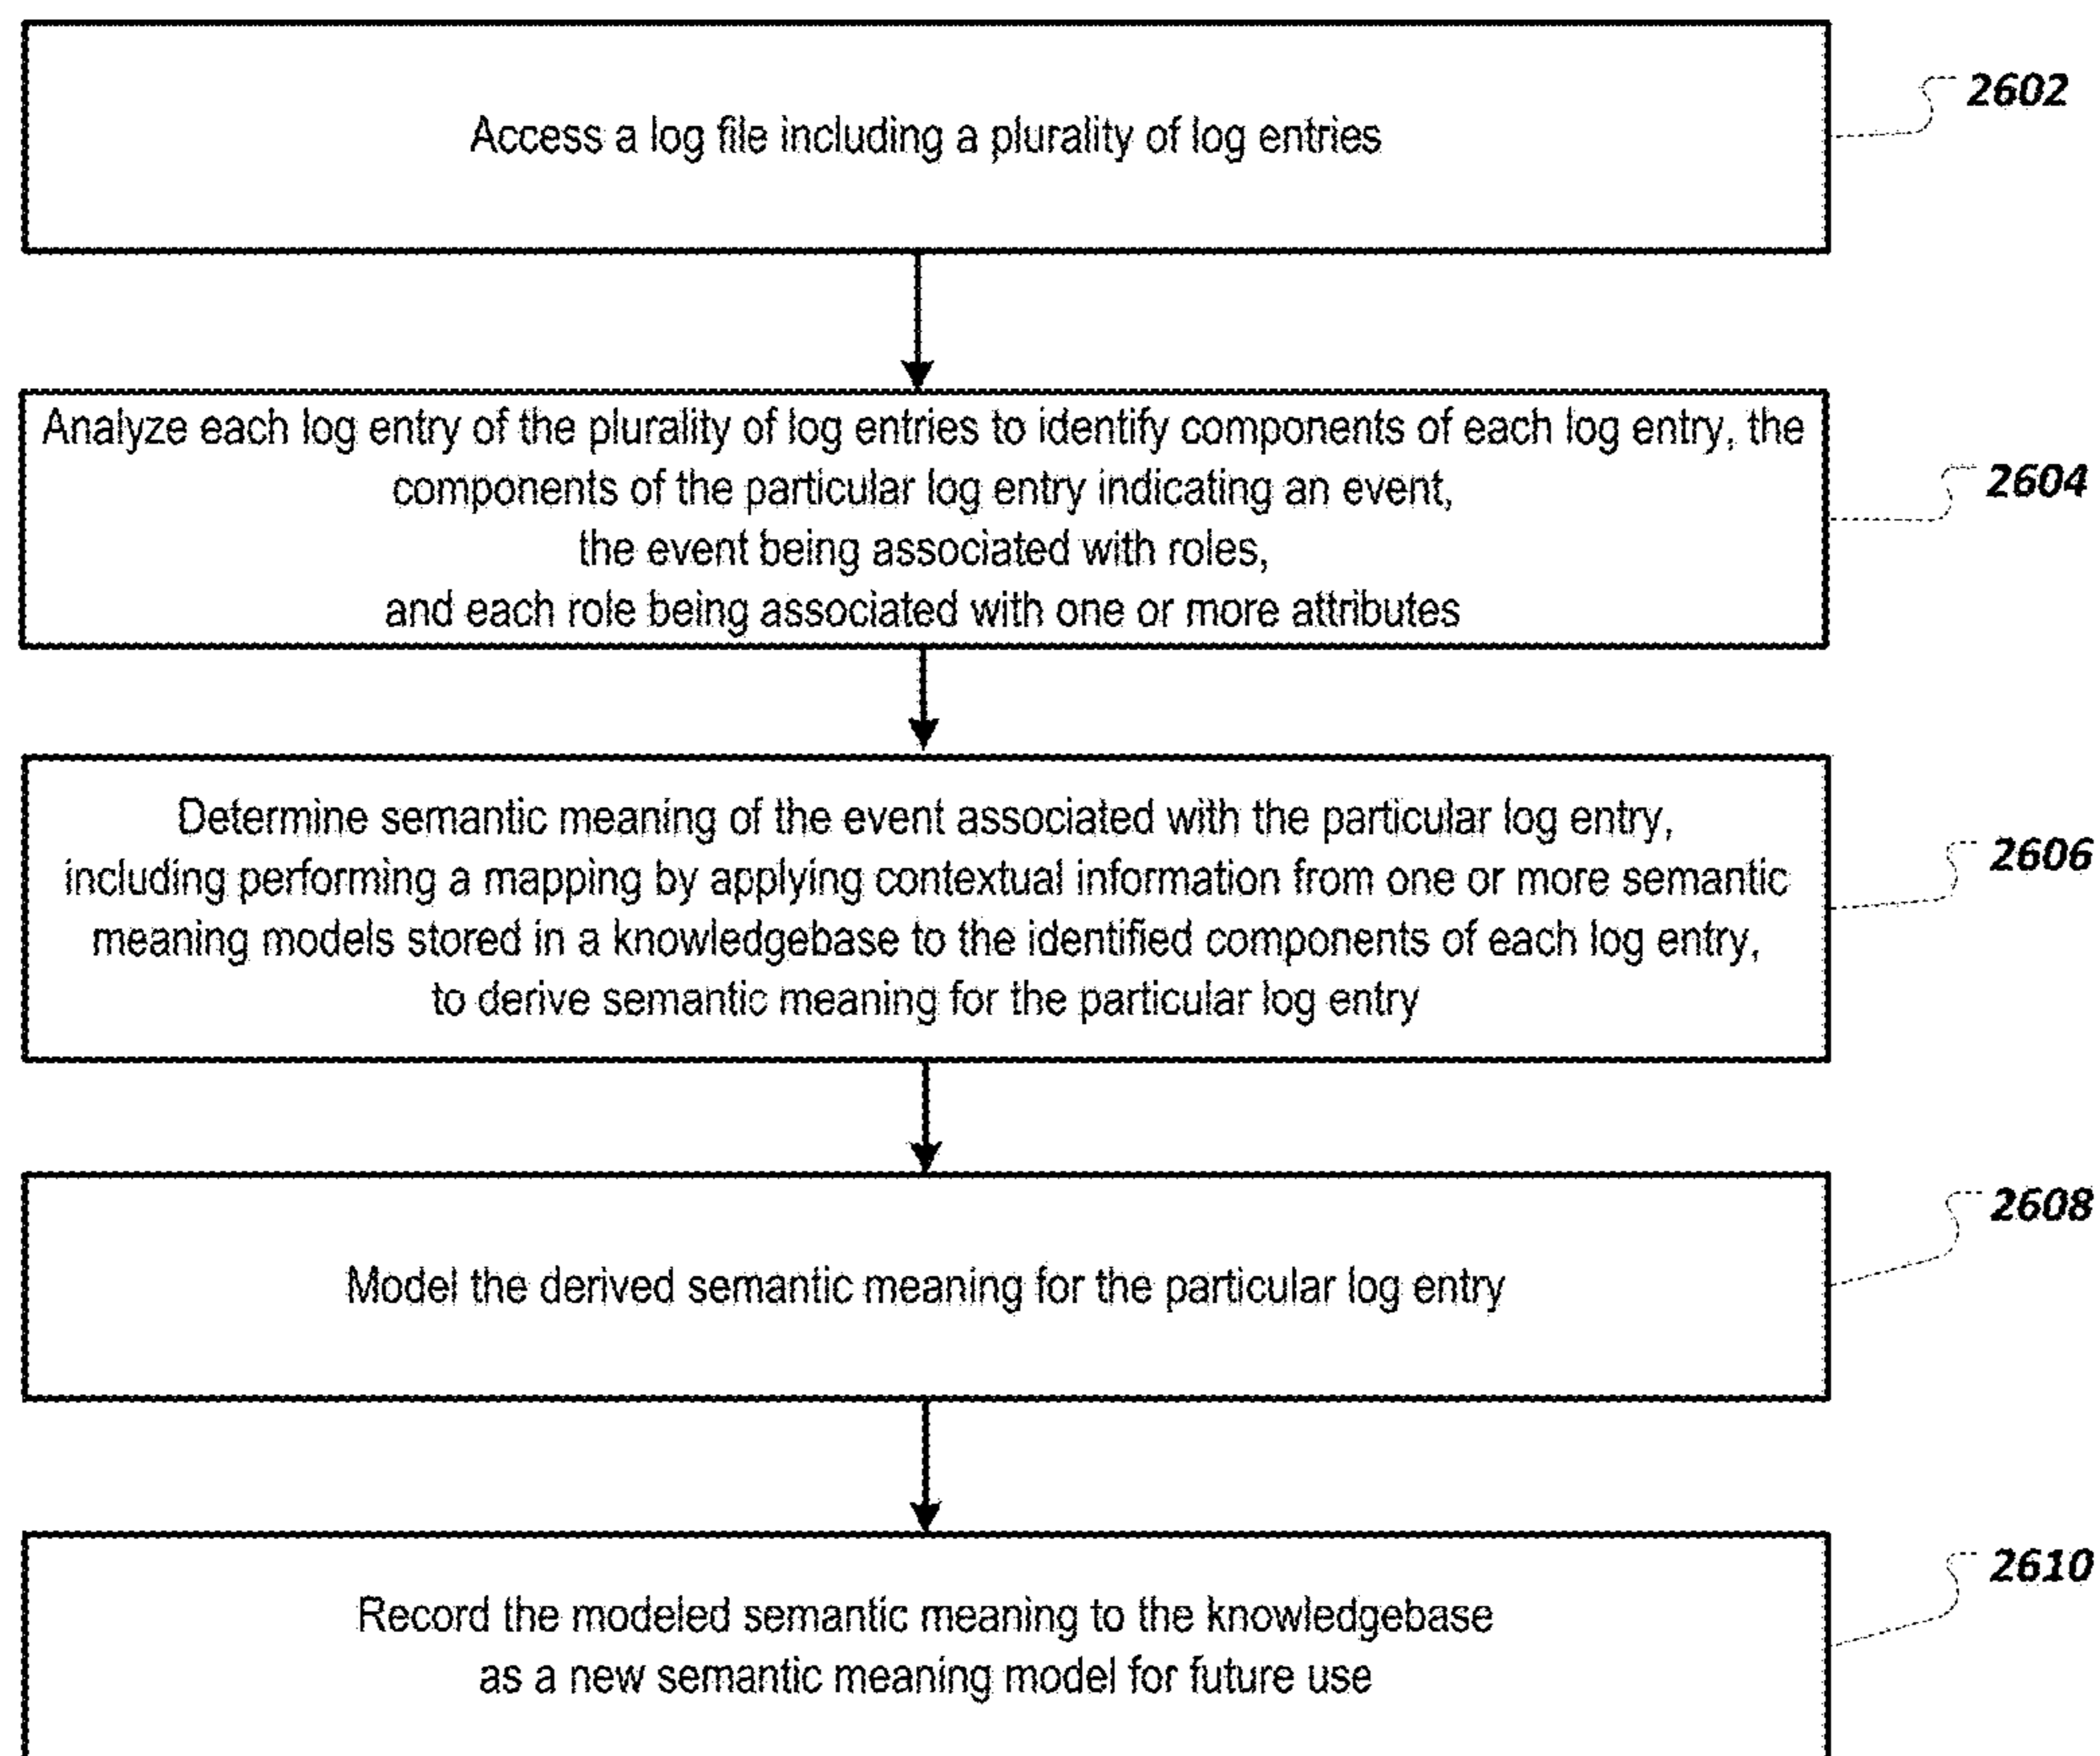 Access a log file including a plurality of log entries
2602
Analyze each log entry of the plurality of log entries to identify components of each log entry, the
components of the particular log entry indicating an event,
the event being associated with roles,
and each role being associated with one or more attributes
2604
Determine semantic meaning of the event associated with the particular log entry,
including performing a mapping by applying contextual information from one or more semantic
meaning models stored in a knowledgebase to the identified components of each log entry,
to derive semantic meaning for the particular log entry
2606
Model the derived semantic meaning for the particular log entry
2608
Record the modeled semantic meaning to the knowledgebase
as a new semantic meaning model for future use
2610